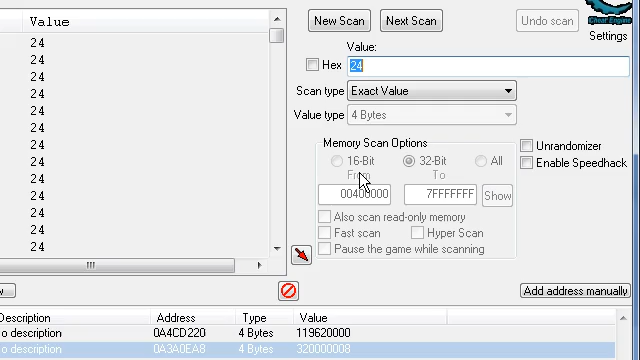 Value
New Scan
Next Scan
Undo scan
Cheat Engine
Settings
24
24
24
24
24
24
24
24
24
24
24
24
24
Value:
Hex
24
Scan type
Exact Value
Value type
4 Bytes
Memory Scan Options
16-Bit
32-Bit
All
From
To
00400000
7FFFFFFF
Show
Also scan read-only memory
Fast scan
Hyper Scan
Pause the game while scanning
Unrandomizer
Enable Speedhack
Add address manually
Description
Address
Type
Value
o description
0A4CD220
4 Bytes
119620000
o description
0A3A0EA8
4 Bytes
320000008